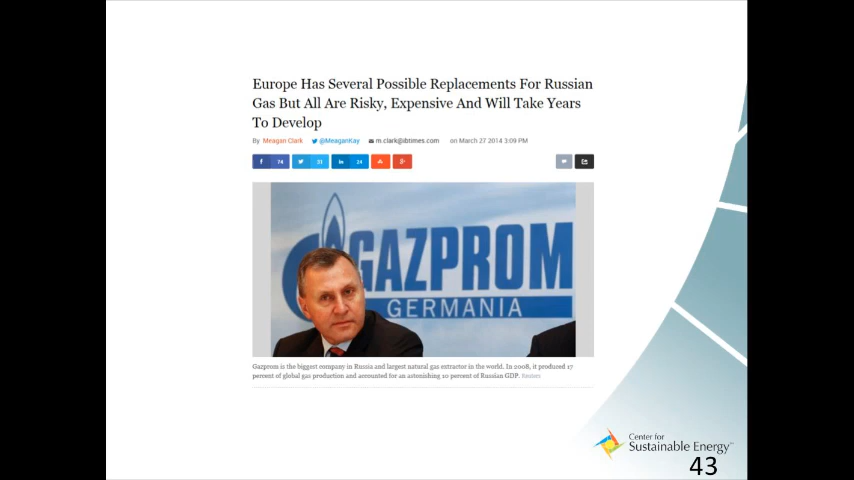 Europe Has Several Possible Replacements For Russian
Gas But All Are Risky, Expensive And Will Take Years
To Develop
By Meagan Clark @MeaganKay m.clark@ibtimes.com on March 27 2014 3:09 PM
74 31 24
GAZPROM
GERMANIA
Gazprom is the biggest company in Russia and largest natural gas extractor in the world. In 2008, it produced 17
percent of global gas production and accounted for an astonishing 10 percent of Russian GDP. Reuters
Center for
Sustainable Energy™
43